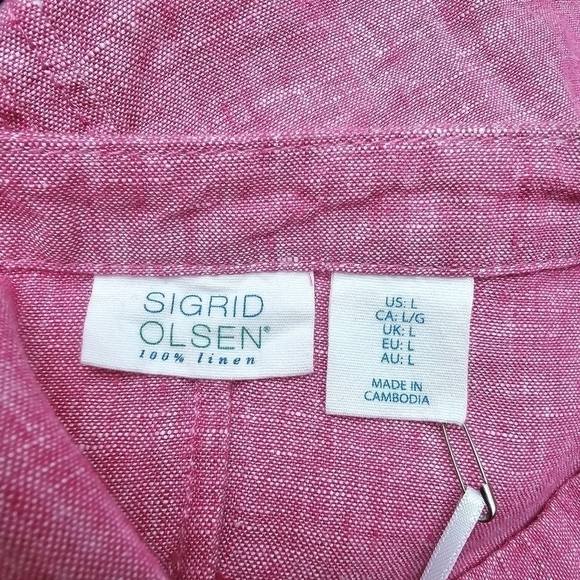 SIGRID
OLSEN®
100% linen
US: L
CA: L/G
UK: L
EU: L
AU: L
MADE IN
CAMBODIA